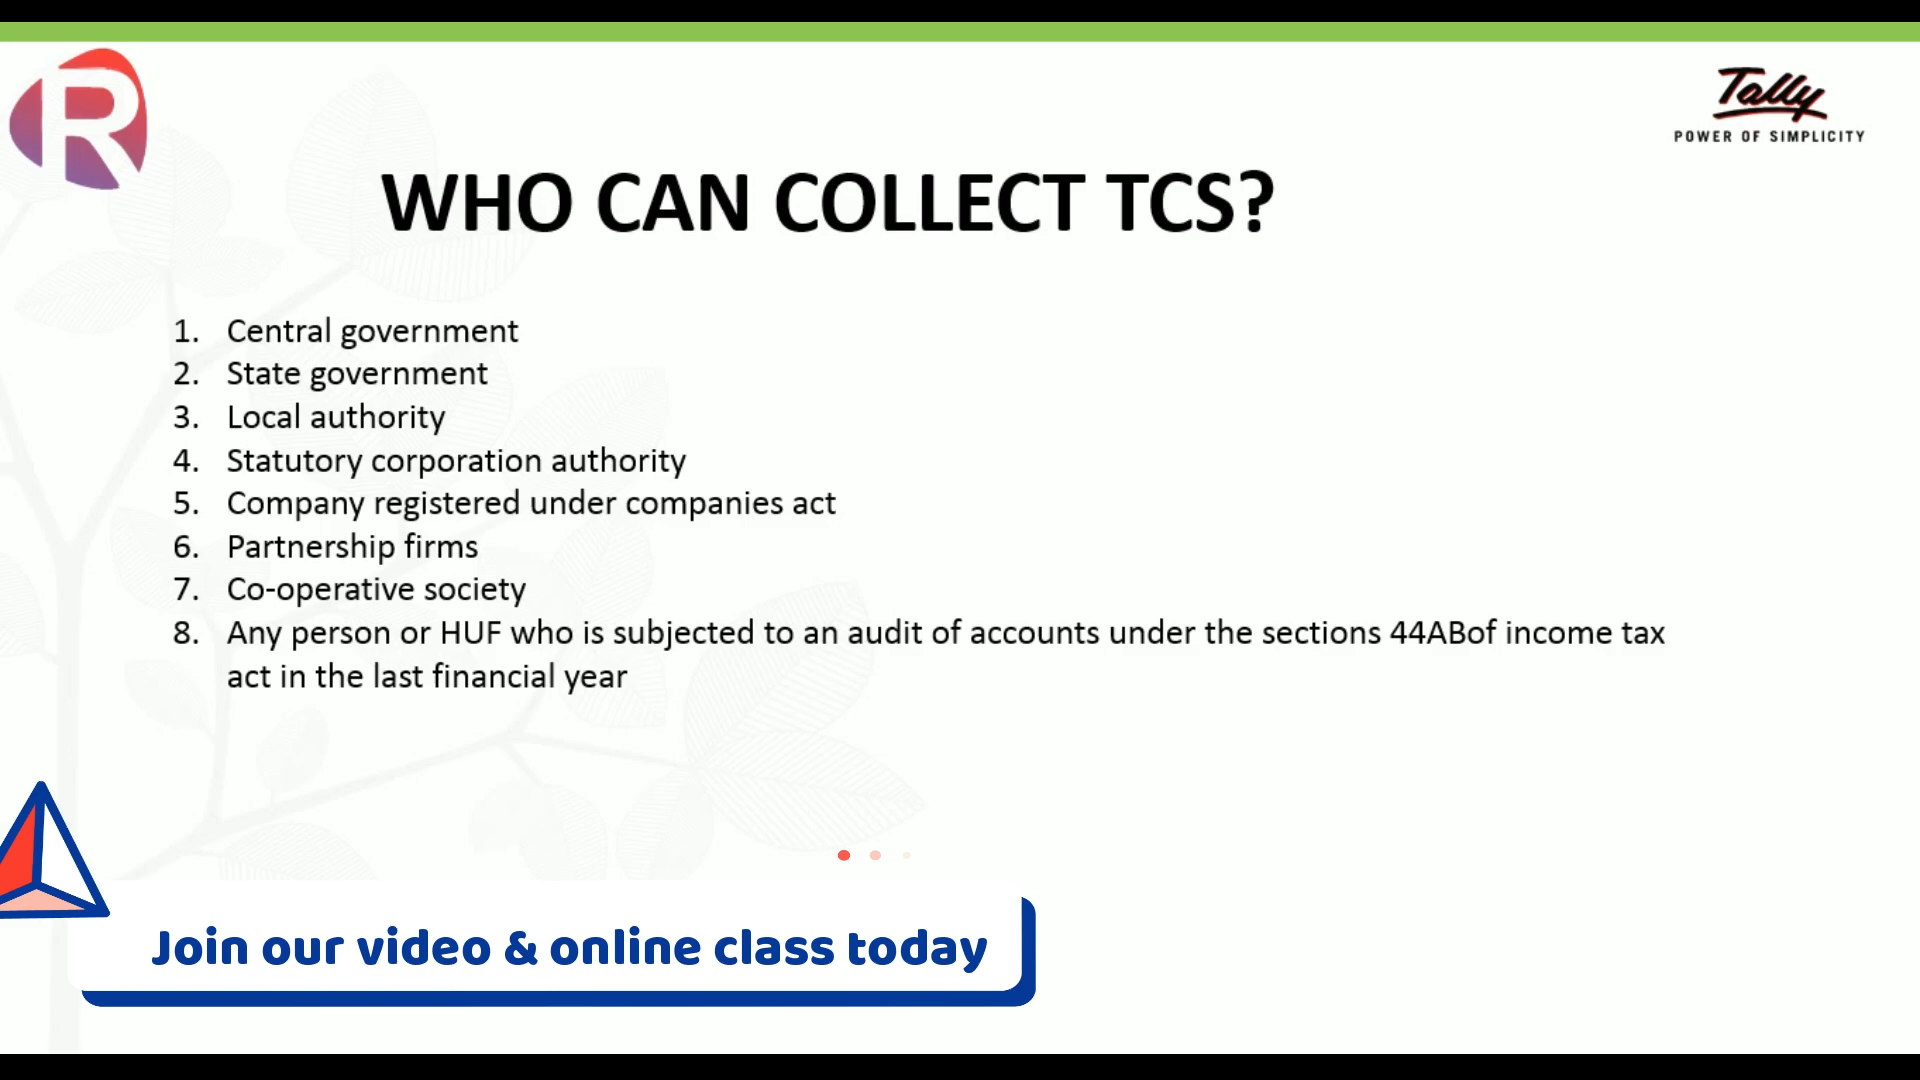 R
Tally
POWER OF SIMPLICITY
WHO CAN COLLECT TCS?
1. Central government
2. State government
3. Local authority
4. Statutory corporation authority
5. Company registered under companies act
6. Partnership firms
7. Co-operative society
8. Any person or HUF who is subjected to an audit of accounts under the sections 44ABof income tax
act in the last financial year
Join our video & online class today